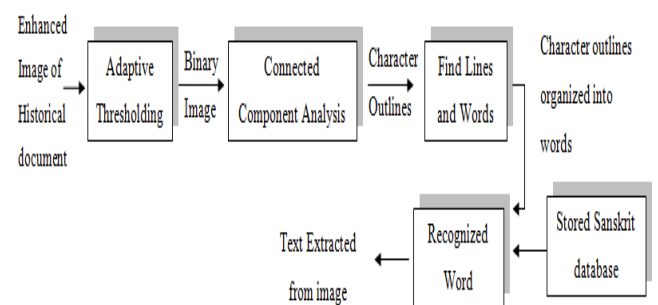 Enhanced
Image of
Historical
document
Adaptive
Thresholding
Binary
Image
Connected
Component Analysis
Character
Outlines
Find Lines
and Words
Character outlines
organized into
words
Stored Sanskrit
database
Recognized
Word
Text Extracted
from image